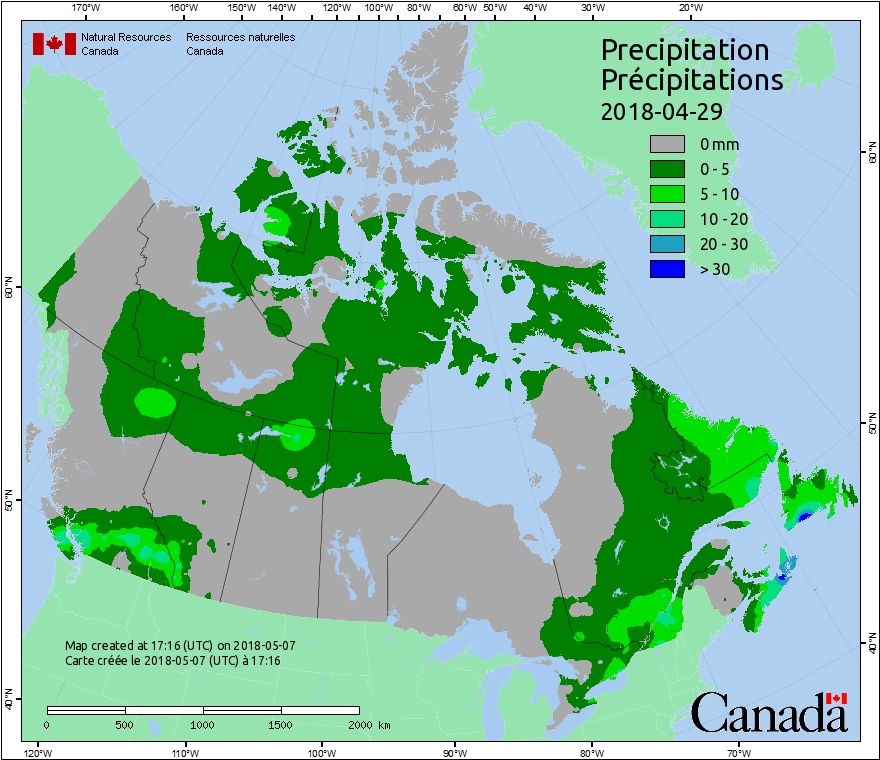 170°W 160°W 150°W 140°W 120°W 100°W 80°W 60°W 50°W 40°W 30°W 20°W
Natural Resources Ressources naturelles
Canada Canada
Precipitation
Précipitations
2018-04-29
0 mm
0 - 5
5 - 10
10 - 20
20 - 30
> 30
60°N
60°N
50°N
50°N
40°N
40°N
Map created at 17:16 (UTC) on 2018-05-07
Carte créée le 2018-05-07 (UTC) à 17:16
0 500 1000 1500 2000 km
Canada
120°W 110°W 100°W 90°W 80°W 70°W